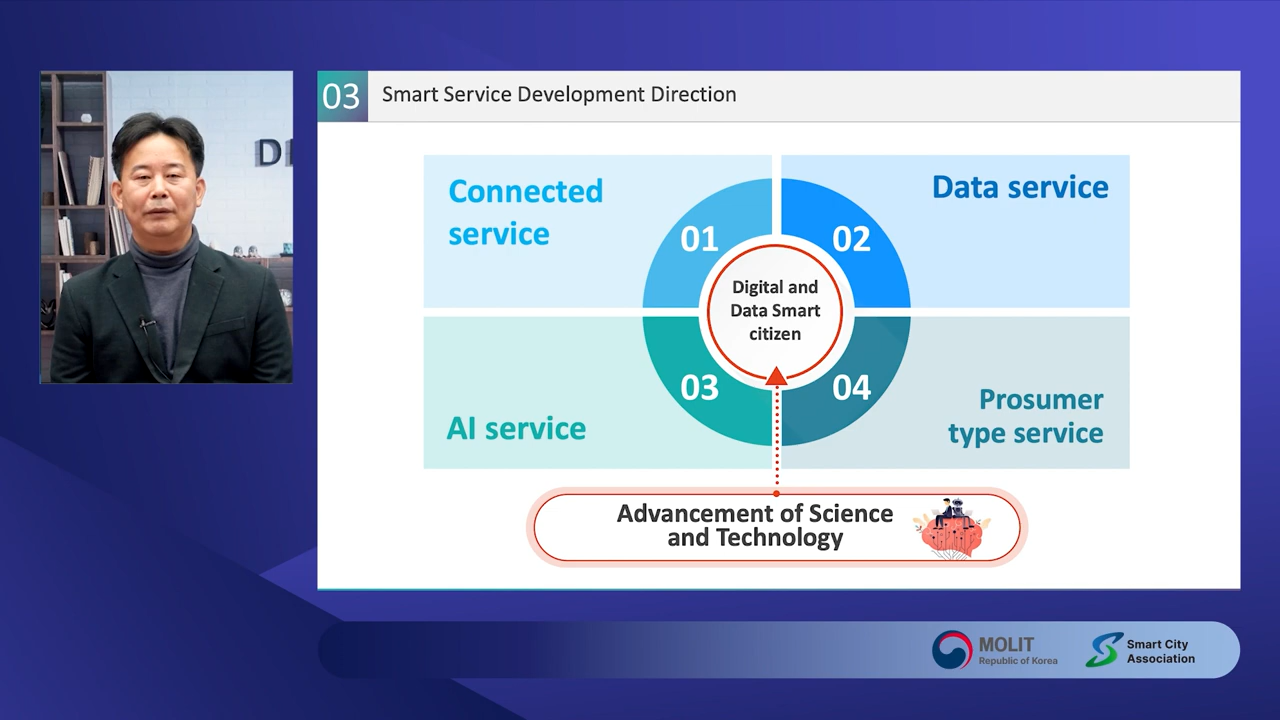 03
Smart Service Development Direction
Connected
service
Data service
01
02
Digital and
Data Smart
citizen
03
04
AI service
Prosumer
type service
Advancement of Science
and Technology
MOLIT
Republic of Korea
Smart City
Association